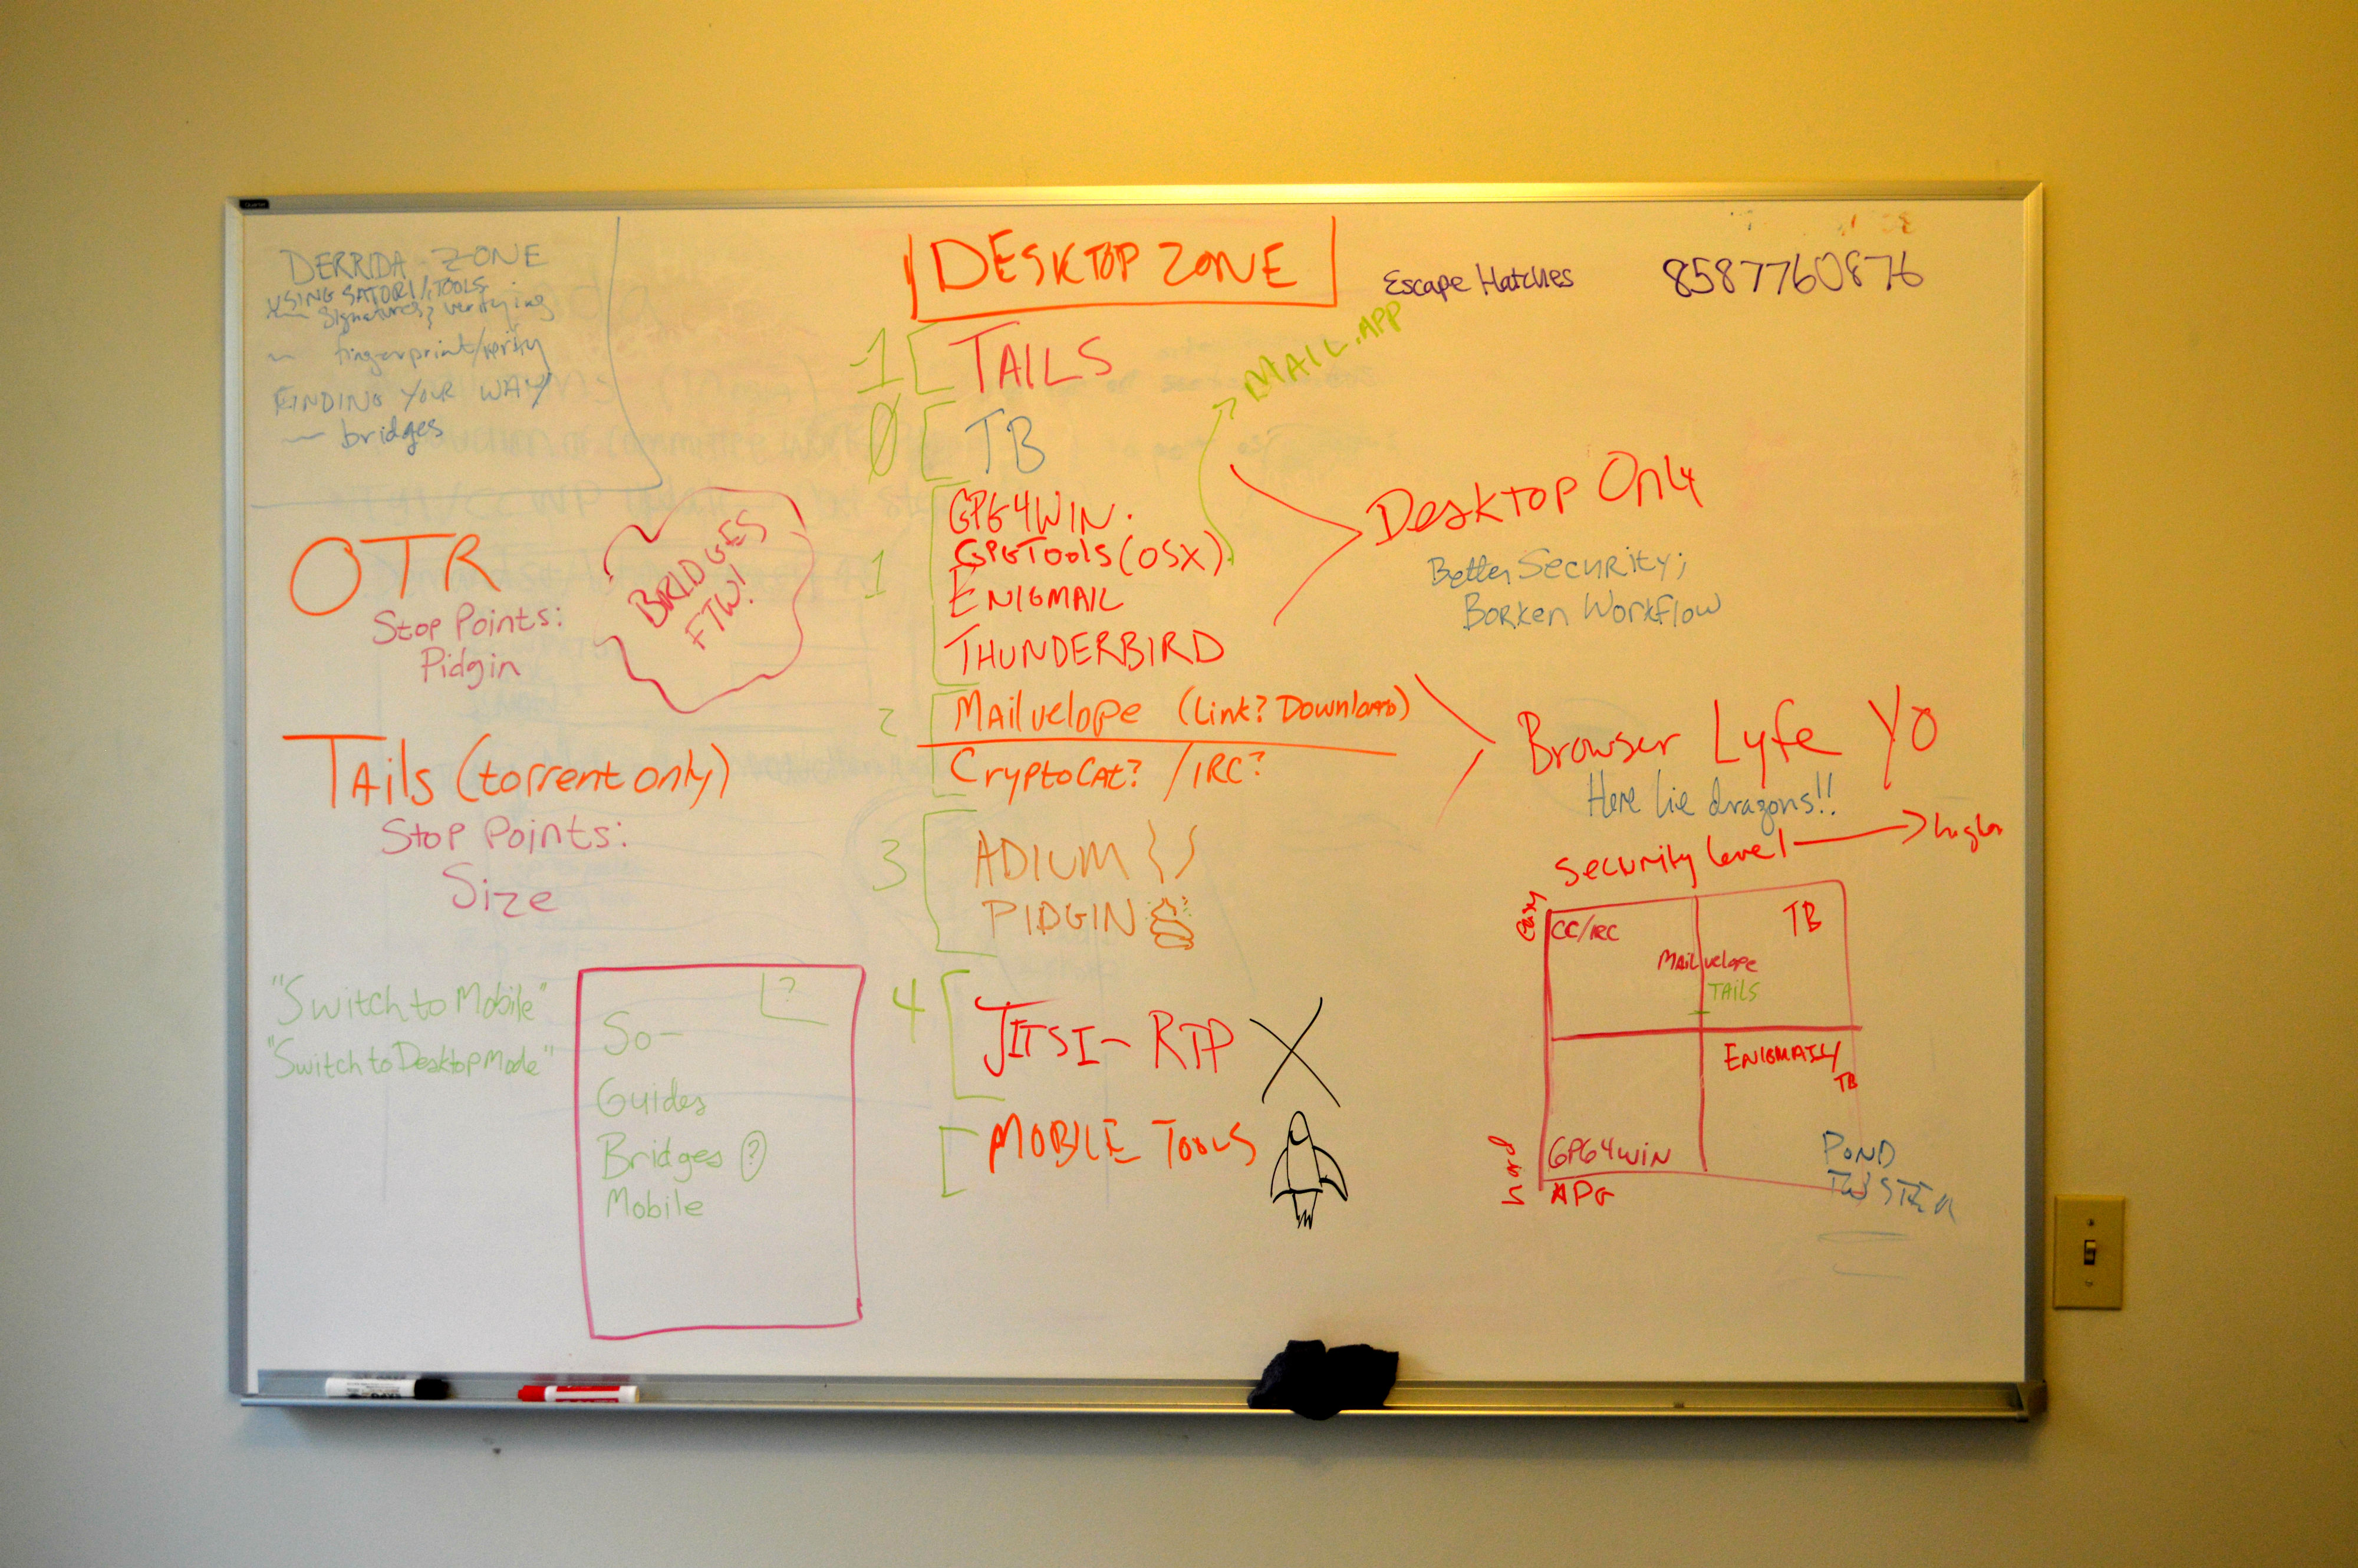 DERRIDA ZONE
USING SATORI/TOOLS
signatures & verifying
fingerprint/verify
FINDING YOUR WAY
bridges
OTR
Stop Points:
Pidgin
BRIDGES
FTW!
TAils (torrent only)
Stop Points:
Size
"Switch to Mobile"
"Switch to Desktop Mode"
?
So-
Guides
Bridges ?
Mobile
DESKTOP ZONE
-1 TAILS
0 TB
GPG4WIN.
GPGTools (OSX)
1 ENIGMAIL
THUNDERBIRD
2 MAilvelope (Link? Download)
CryptoCAt? /IRC?
3 ADIUM
PIDGIN
4 JITSI- RTP X
MOBILE TOOLS
MAIL.APP
Escape Hatches
8587760876
Desktop Only
Better Security;
Borken Workflow
Browser Lyfe Yo
Here lie dragons!!
Security level → higher
easy
hard
CC/IRC
TB
MAilvelope
TAILS
ENIGMAIL/
TB
GPG4WIN
APG
POND